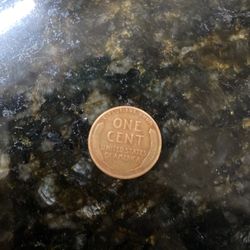 ONE
CENT
UNITED STATES
OF AMERICA